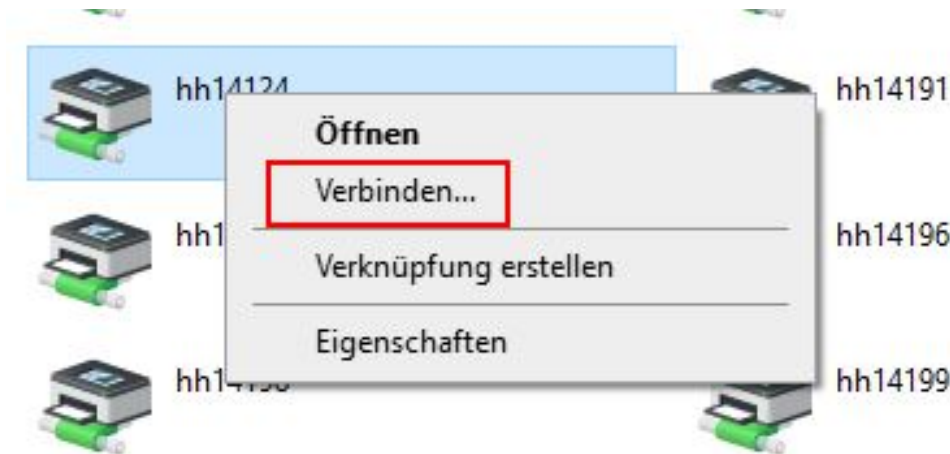 hh14124
hh14191
Öffnen
Verbinden...
hh14196
Verknüpfung erstellen
Eigenschaften
hh14199